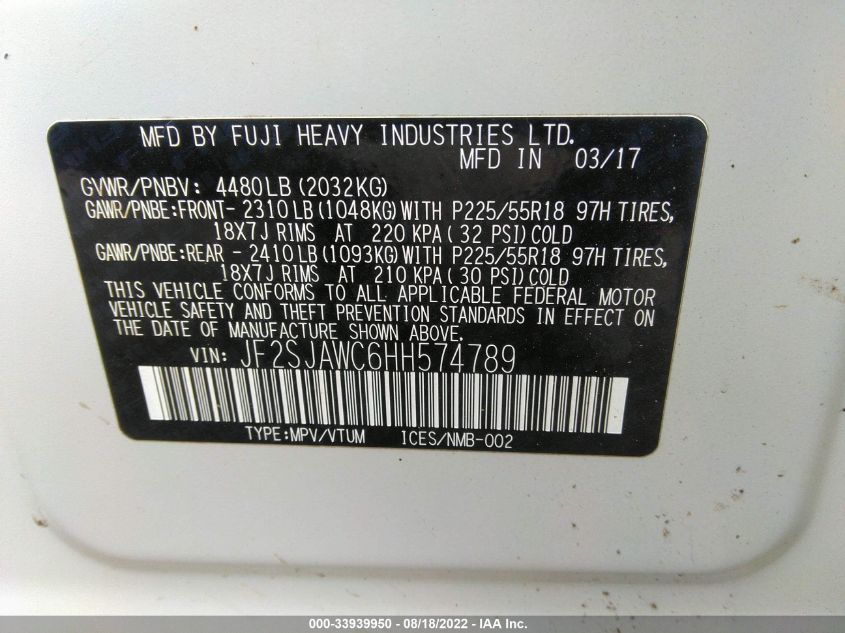 MFD BY FUJI HEAVY INDUSTRIES LTD.
MFD IN 03/17
GVWR/PNBV: 4480LB(2032KG)
GAWR/PNBE:FRONT- 2310LB(1048KG)WITH P225/55R18 97H TIRES,
18X7J RIMS AT 220 KPA( 32 PSI)COLD
GAWR/PNBE:REAR - 2410LB(1093KG)WITH P225/55R18 97H TIRES,
18X7J RIMS AT 210 KPA( 30 PSI)COLD
THIS VEHICLE CONFORMS TO ALL APPLICABLE FEDERAL MOTOR
VEHICLE SAFETY AND THEFT PREVENTION STANDARDS IN EFFECT ON
THE DATE OF MANUFACTURE SHOWN ABOVE.
VIN: JF2SJAWC6HH574789
TYPE:MPV/VTUM ICES/NMB-002
000-33939950 - 08/18/2022 - IAA, Inc.